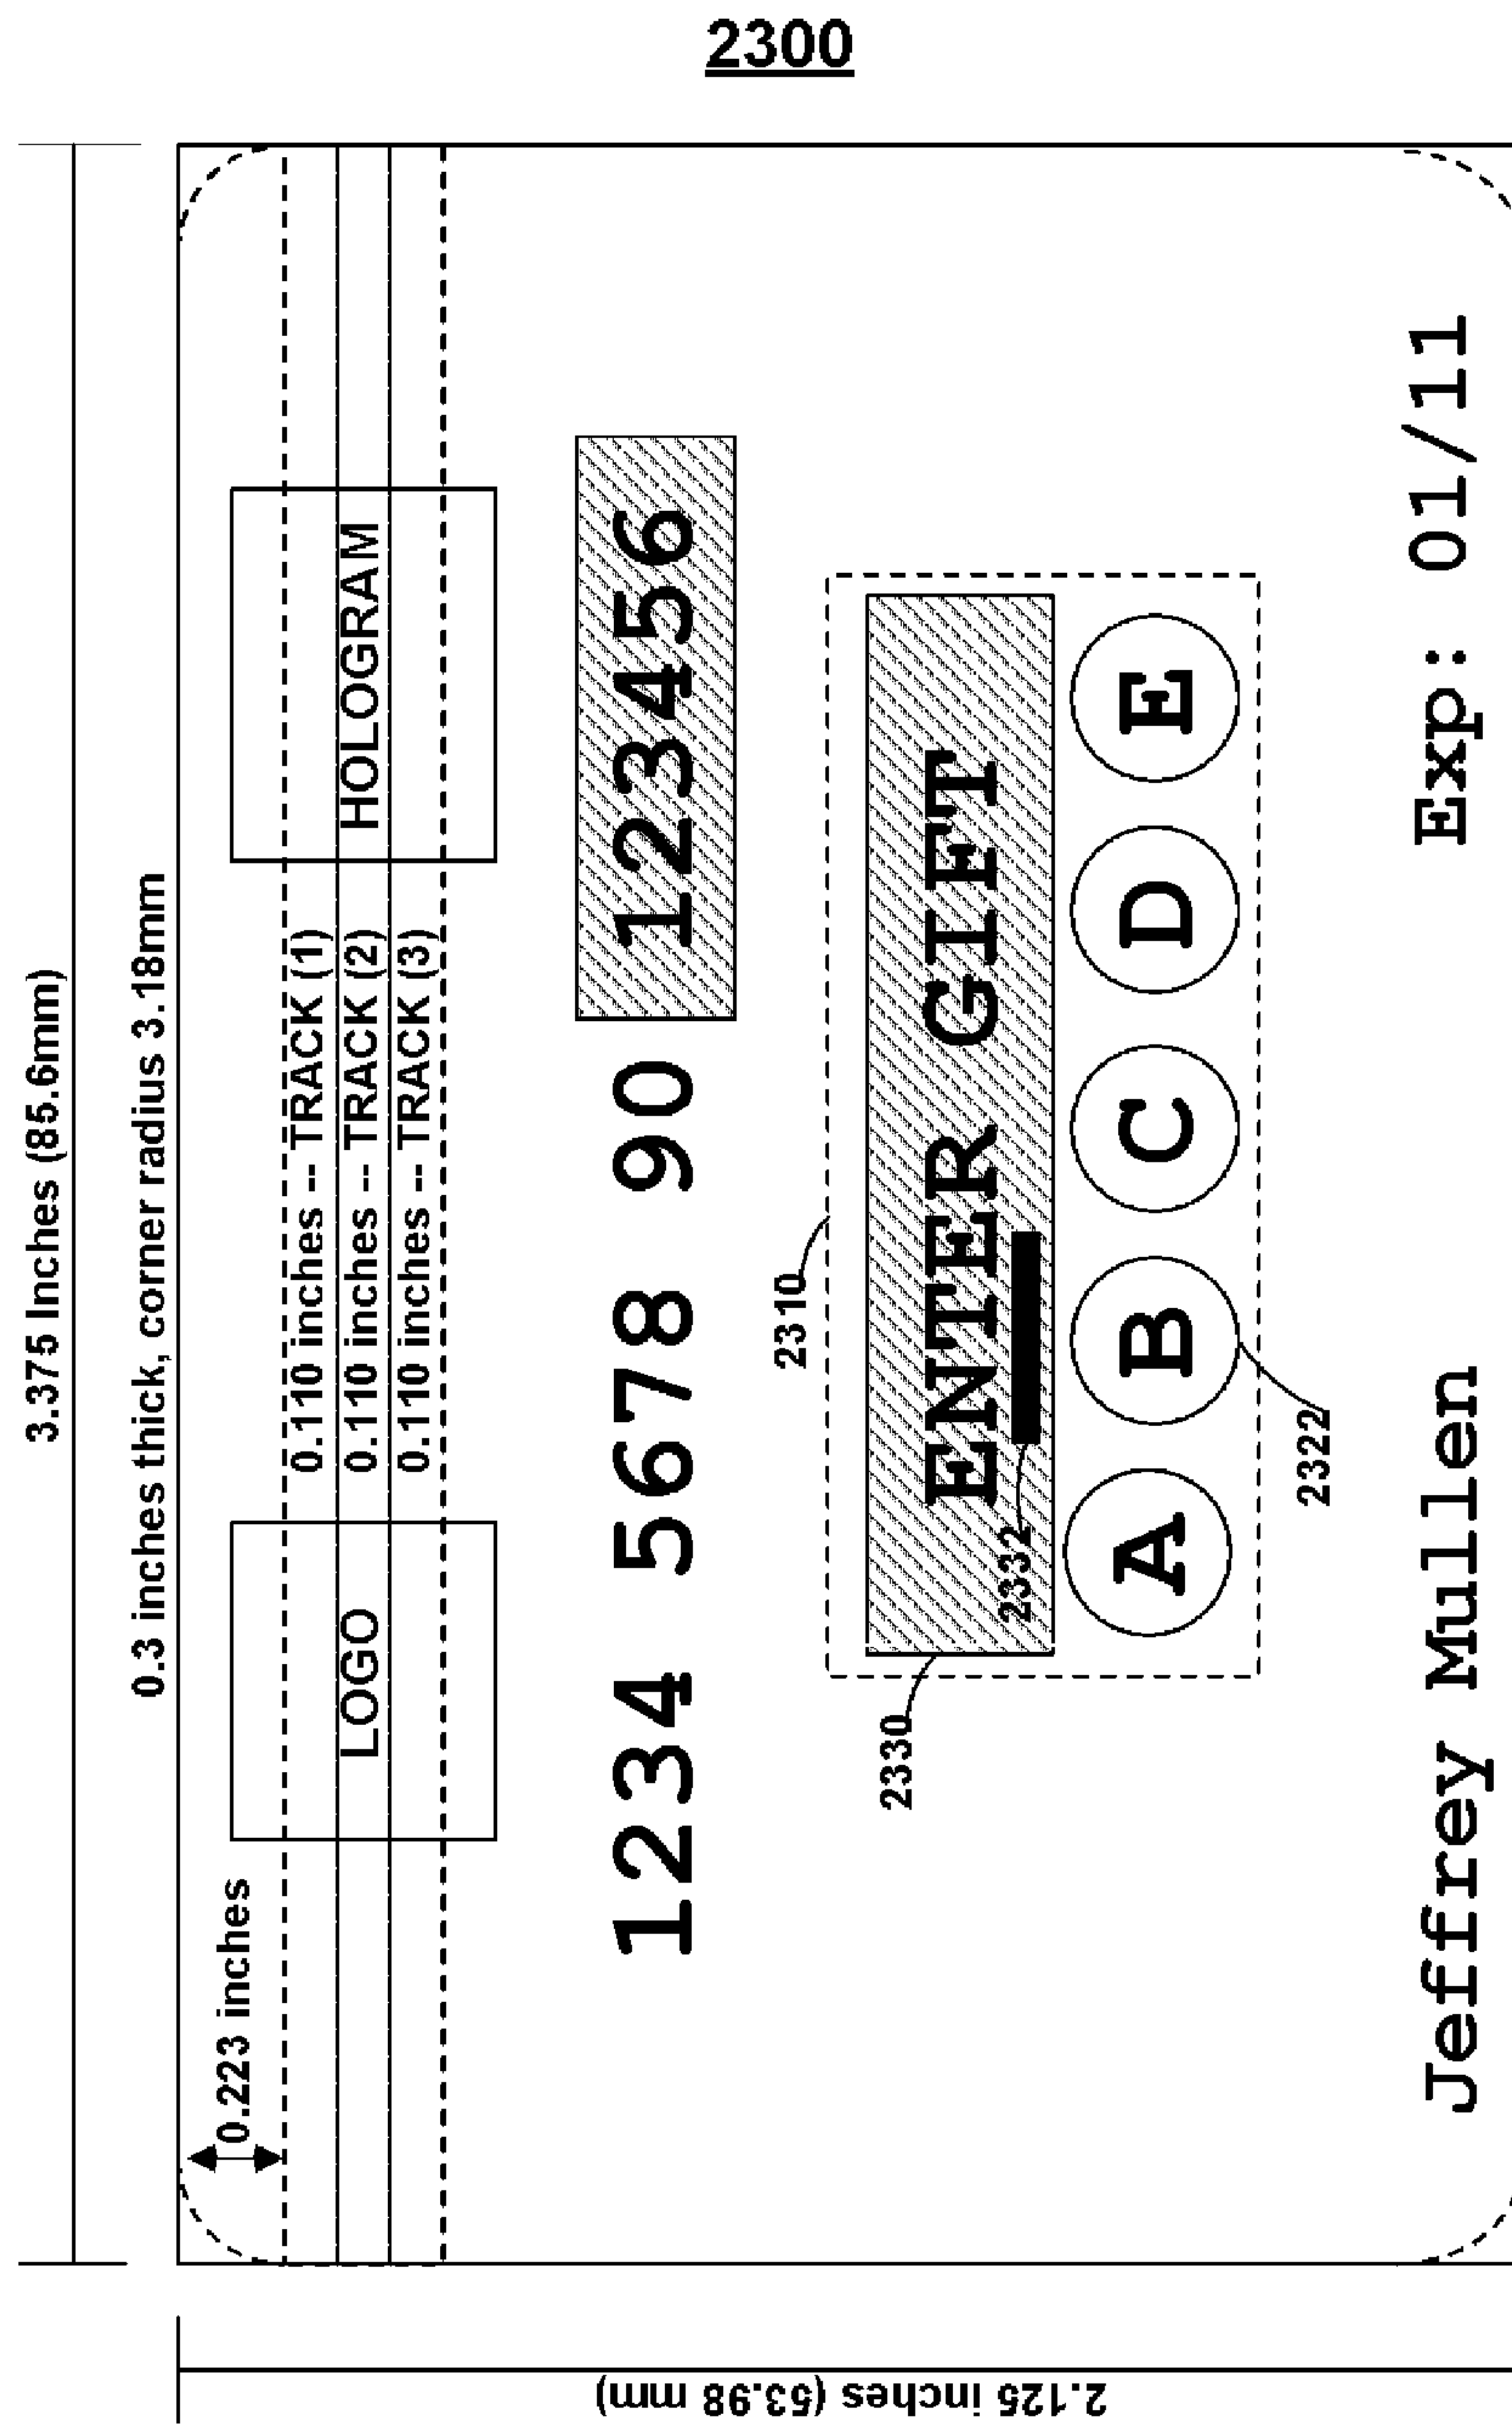 2300
3.375 Inches (85.6mm)
0.3 inches thick, corner radius 3.18mm
0.223 inches
LOGO
0.110 inches -- TRACK (1)
0.110 inches -- TRACK (2)
0.110 inches -- TRACK (3)
HOLOGRAM
1234 5678 90 123456
2310
2330
ENTER GIFT
2332
A B C D E
2322
Jeffrey Mullen Exp: 01/11
2.125 inches (53.98 mm)